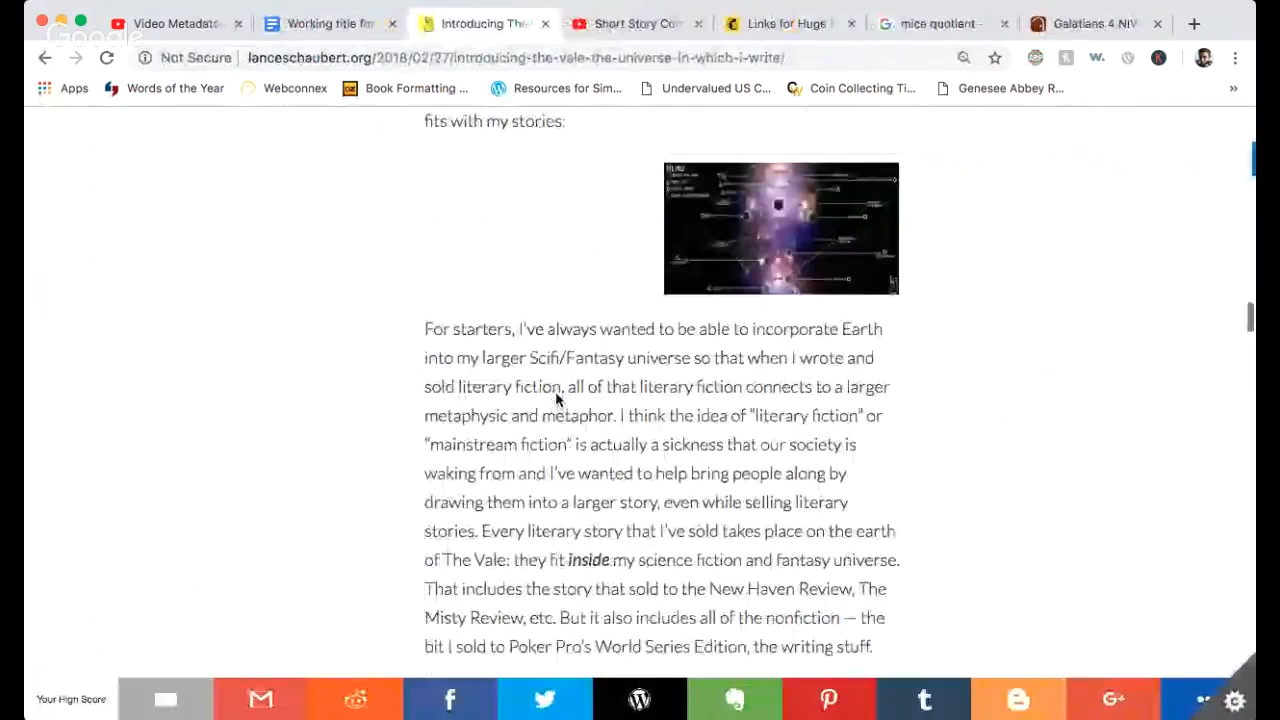 Google
Video Metadata
Working title for
Introducing The
Short Story Con
Links for Hugo
mice quotient -
Galatians 4 NIV
Not Secure
lanceschaubert.org/2018/02/27/introducing-the-vale-the-universe-in-which-i-write/
Apps
Words of the Year
Webconnex
Book Formatting ...
Resources for Sim...
Undervalued US C...
Coin Collecting Ti...
Genesee Abbey R...
fits with my stories:
For starters, I've always wanted to be able to incorporate Earth
into my larger Scifi/Fantasy universe so that when I wrote and
sold literary fiction, all of that literary fiction connects to a larger
metaphysic and metaphor. I think the idea of "literary fiction" or
"mainstream fiction" is actually a sickness that our society is
waking from and I've wanted to help bring people along by
drawing them into a larger story, even while selling literary
stories. Every literary story that I've sold takes place on the earth
of The Vale: they fit inside my science fiction and fantasy universe.
That includes the story that sold to the New Haven Review, The
Misty Review, etc. But it also includes all of the nonfiction — the
bit I sold to Poker Pro's World Series Edition, the writing stuff.
Your High Score